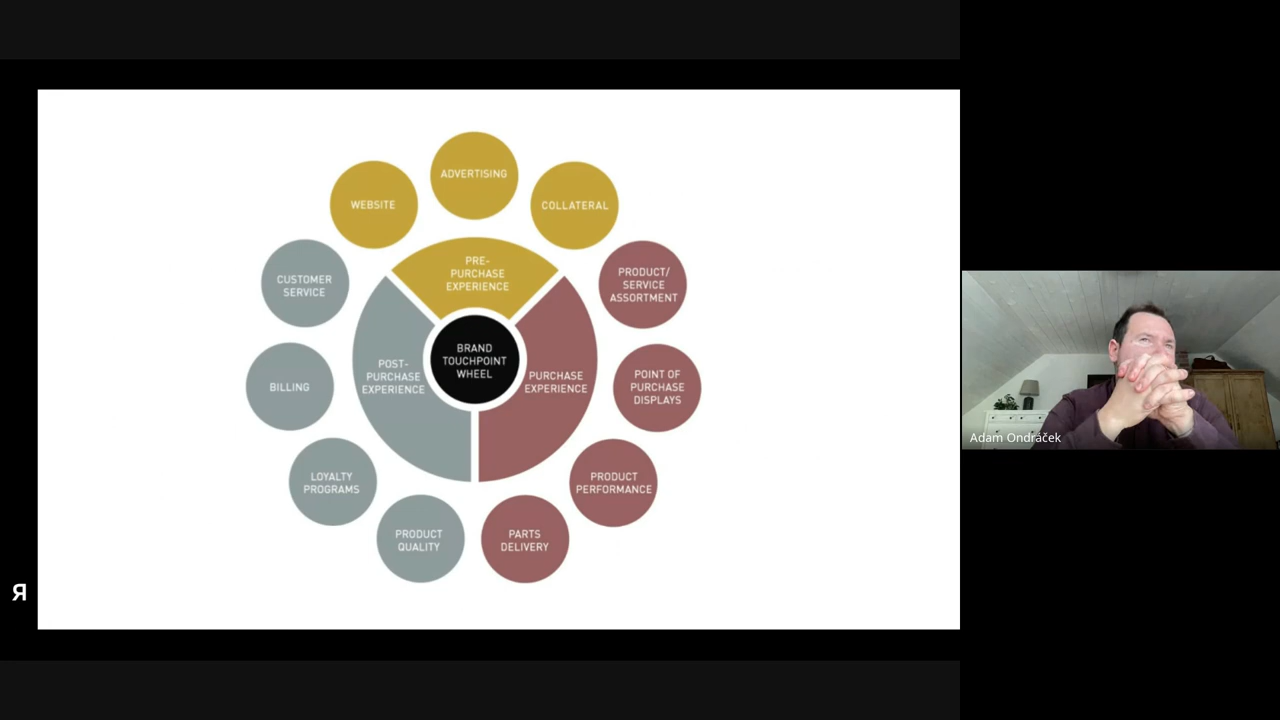 ADVERTISING
WEBSITE
COLLATERAL
CUSTOMER
SERVICE
PRE-
PURCHASE
EXPERIENCE
PRODUCT/
SERVICE
ASSORTMENT
BRAND
TOUCHPOINT
WHEEL
POST-
PURCHASE
EXPERIENCE
PURCHASE
EXPERIENCE
BILLING
POINT OF
PURCHASE
DISPLAYS
LOYALTY
PROGRAMS
PRODUCT
PERFORMANCE
PRODUCT
QUALITY
PARTS
DELIVERY
Я
Adam Ondráček